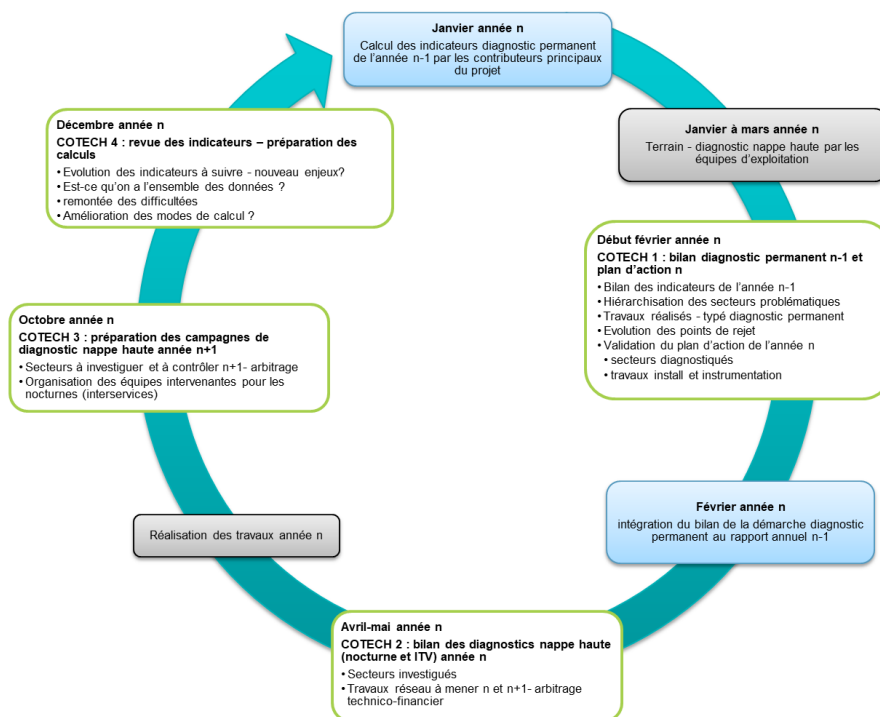 Janvier année n
Calcul des indicateurs diagnostic permanent
de l'année n-1 par les contributeurs principaux
du projet
Janvier à mars année n
Terrain - diagnostic nappe haute par les
équipes d'exploitation
Début février année n
COTECH 1 : bilan diagnostic permanent n-1 et
plan d'action n
• Bilan des indicateurs de l'année n-1
• Hiérarchisation des secteurs problématiques
• Travaux réalisés - typé diagnostic permanent
• Evolution des points de rejet
• Validation du plan d'action de l'année n
• secteurs diagnostiqués
• travaux install et instrumentation
Février année n
intégration du bilan de la démarche diagnostic
permanent au rapport annuel n-1
Avril-mai année n
COTECH 2 : bilan des diagnostics nappe haute
(nocturne et ITV) année n
• Secteurs investigués
• Travaux réseau à mener n et n+1- arbitrage
technico-financier
Réalisation des travaux année n
Octobre année n
COTECH 3 : préparation des campagnes de
diagnostic nappe haute année n+1
• Secteurs à investiguer et à contrôler n+1- arbitrage
• Organisation des équipes intervenantes pour les
nocturnes (interservices)
Décembre année n
COTECH 4 : revue des indicateurs – préparation des
calculs
• Evolution des indicateurs à suivre - nouveau enjeux?
• Est-ce qu'on a l'ensemble des données ?
• remontée des difficultées
• Amélioration des modes de calcul ?